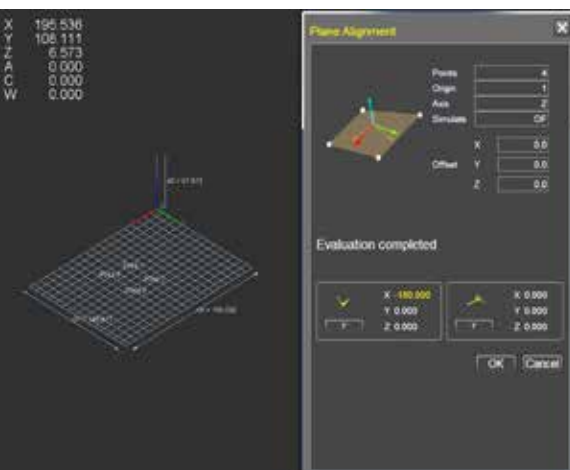 X 195.536
Y 108.111
Z 6.573
A 0.000
C 0.000
W 0.000
Plane Alignment
Points 4
Origin 1
Axis Z
Simulate OF
X 0.0
Offset Y 0.0
Z 0.0
Evaluation completed
X -180.000
Y 0.000
Z 0.000
X 0.000
Y 0.000
Z 0.000
OK Cancel